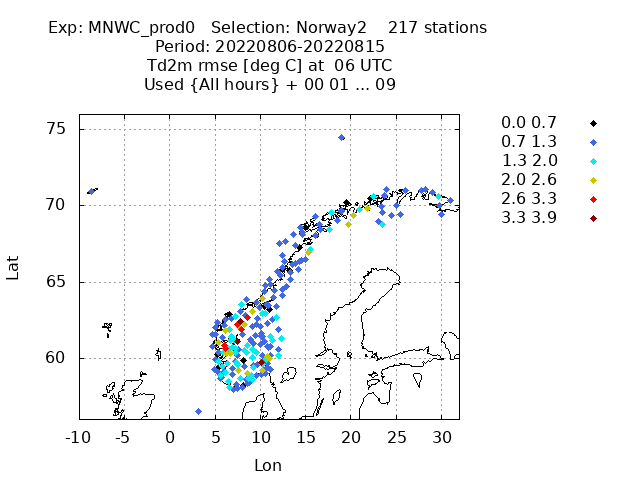 Exp: MNWC_prod0   Selection: Norway2    217 stations
Period: 20220806-20220815
Td2m rmse [deg C] at  06 UTC
Used {All hours} + 00 01 ... 09
0.0 0.7
0.7 1.3
1.3 2.0
2.0 2.6
2.6 3.3
3.3 3.9
75
70
65
60
Lat
-10 -5 0 5 10 15 20 25 30
Lon